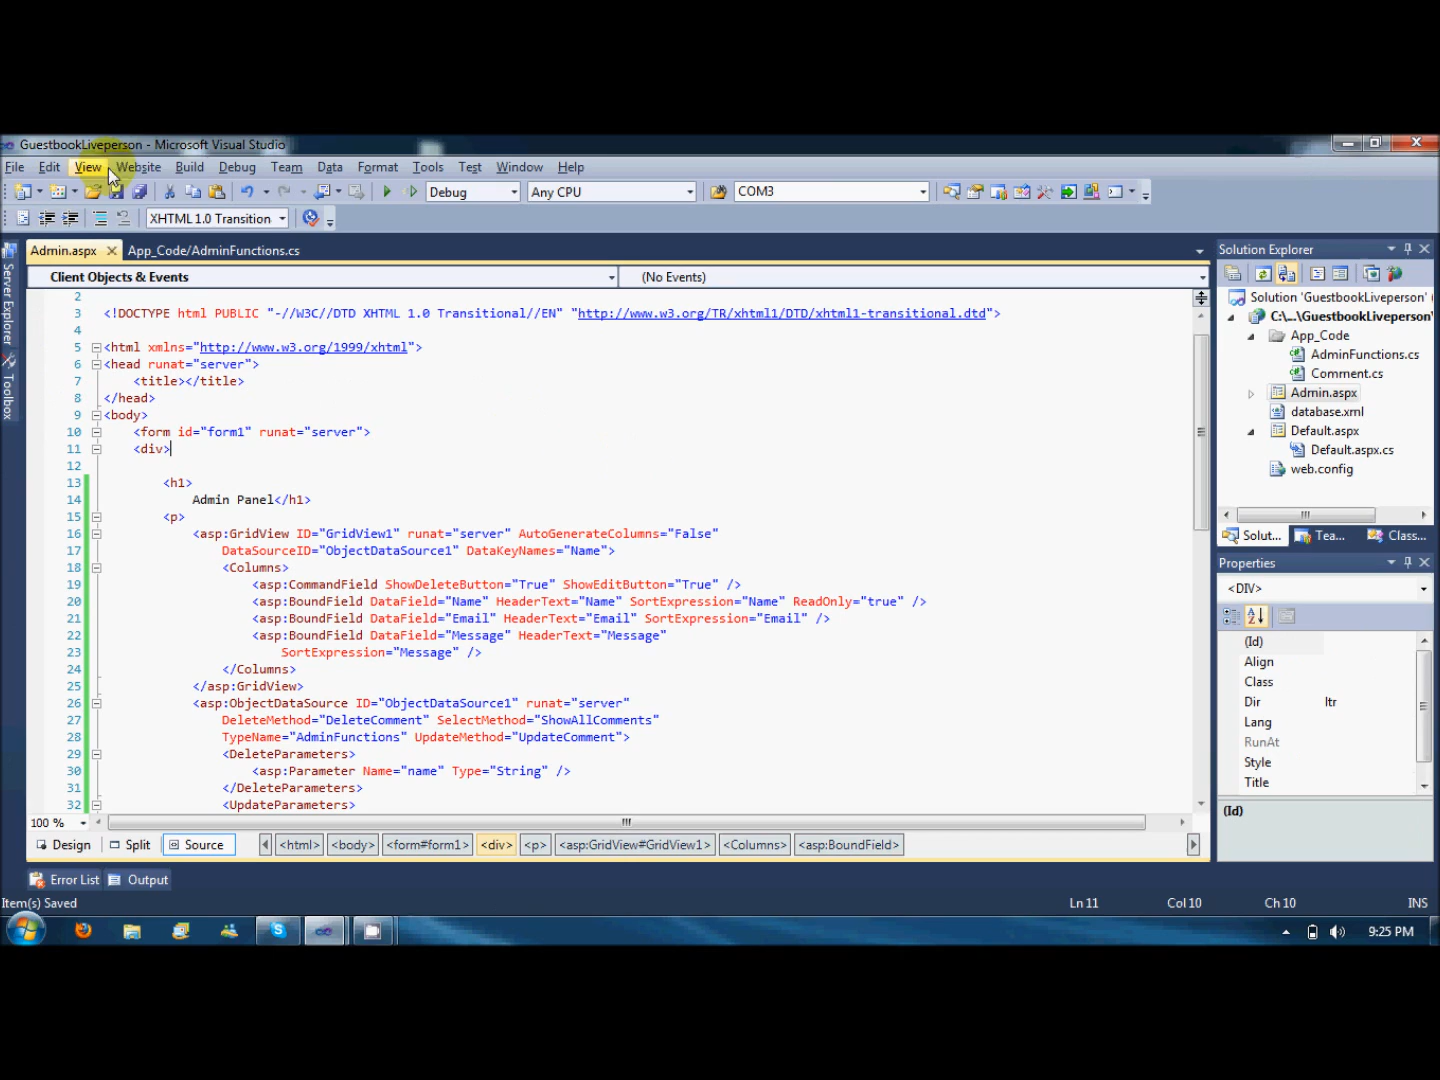 GuestbookLiveperson - Microsoft Visual Studio
File Edit View Website Build Debug Team Data Format Tools Test Window Help
Debug Any CPU COM3
XHTML 1.0 Transition
Admin.aspx App_Code/AdminFunctions.cs
Client Objects & Events (No Events)
2
3 <!DOCTYPE html PUBLIC "-//W3C//DTD XHTML 1.0 Transitional//EN" "http://www.w3.org/TR/xhtml1/DTD/xhtml1-transitional.dtd">
4
5 <html xmlns="http://www.w3.org/1999/xhtml">
6 <head runat="server">
7 <title></title>
8 </head>
9 <body>
10 <form id="form1" runat="server">
11 <div>
12
13 <h1>
14 Admin Panel</h1>
15 <p>
16 <asp:GridView ID="GridView1" runat="server" AutoGenerateColumns="False"
17 DataSourceID="ObjectDataSource1" DataKeyNames="Name">
18 <Columns>
19 <asp:CommandField ShowDeleteButton="True" ShowEditButton="True" />
20 <asp:BoundField DataField="Name" HeaderText="Name" SortExpression="Name" ReadOnly="true" />
21 <asp:BoundField DataField="Email" HeaderText="Email" SortExpression="Email" />
22 <asp:BoundField DataField="Message" HeaderText="Message"
23 SortExpression="Message" />
24 </Columns>
25 </asp:GridView>
26 <asp:ObjectDataSource ID="ObjectDataSource1" runat="server"
27 DeleteMethod="DeleteComment" SelectMethod="ShowAllComments"
28 TypeName="AdminFunctions" UpdateMethod="UpdateComment">
29 <DeleteParameters>
30 <asp:Parameter Name="name" Type="String" />
31 </DeleteParameters>
32 <UpdateParameters>
100 %
Design Split Source <html> <body> <form#form1> <div> <p> <asp:GridView#GridView1> <Columns> <asp:BoundField>
Error List Output
Item(s) Saved Ln 11 Col 10 Ch 10 INS
9:25 PM
Server Explorer
Toolbox
Solution Explorer
Solution 'GuestbookLiveperson' (
C:\...\GuestbookLiveperson'
App_Code
AdminFunctions.cs
Comment.cs
Admin.aspx
database.xml
Default.aspx
Default.aspx.cs
web.config
Solut... Tea... Class...
Properties
<DIV>
(Id)
Align
Class
Dir ltr
Lang
RunAt
Style
Title
(Id)